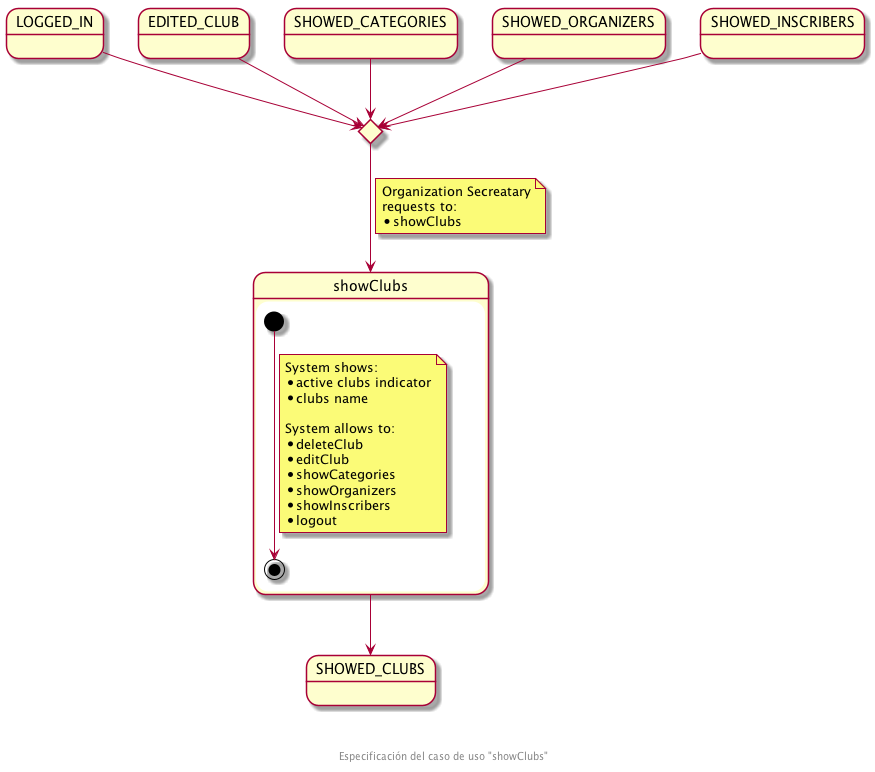 LOGGED_IN
EDITED_CLUB
SHOWED_CATEGORIES
SHOWED_ORGANIZERS
SHOWED_INSCRIBERS
Organization Secreatary
requests to:
• showClubs
showClubs
System shows:
• active clubs indicator
• clubs name
System allows to:
• deleteClub
• editClub
• showCategories
• showOrganizers
• showInscribers
• logout
SHOWED_CLUBS
Especificación del caso de uso "showClubs"